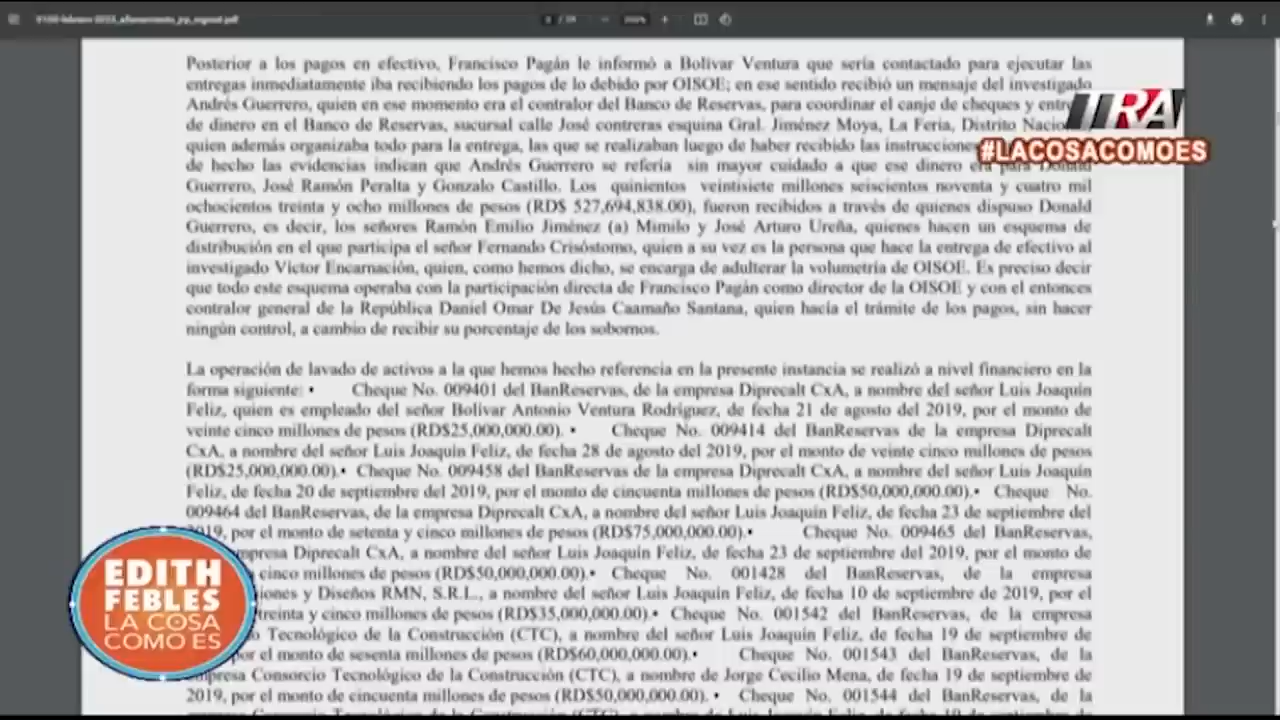 Posterior a los pagos en efectivo, Francisco Pagán le informó a Bolívar Ventura que sería contactado para ejecutar las
entregas inmediatamente iba recibiendo los pagos de lo debido por OISOE; en ese sentido recibió un mensaje del investigado
Andrés Guerrero, quien en ese momento era el contralor del Banco de Reservas, para coordinar el canje de cheques y
de dinero en el Banco de Reservas, sucursal calle José contreras esquina Gral. Jiménez Moya, La Feria, Distrito
quien además organizaba todo para la entrega, las que se realizaban luego de haber recibido las instrucciones
de hecho las evidencias indican que Andrés Guerrero se refería sin mayor cuidado a que ese dinero era para Donald
Guerrero, José Ramón Peralta y Gonzalo Castillo. Los quinientos veintisiete millones seiscientos noventa y cuatro mil
ochocientos treinta y ocho millones de pesos (RD$ 527,694,838.00), fueron recibidos a través de quienes dispuso Donald
Guerrero, es decir, los señores Ramón Emilio Jiménez (a) Mimilo y José Arturo Ureña, quienes hacen un esquema de
distribución en el que participa el señor Fernando Crisóstomo, quien a su vez es la persona que hace la entrega de efectivo al
investigado Víctor Encarnación, quien, como hemos dicho, se encarga de adulterar la volumetría de OISOE. Es preciso decir
que todo este esquema operaba con la participación directa de Francisco Pagán como director de la OISOE y con el entonces
contralor general de la República Daniel Omar De Jesús Caamaño Santana, quien hacía el trámite de los pagos, sin hacer
ningún control, a cambio de recibir su porcentaje de los sobornos.
La operación de lavado de activos a la que hemos hecho referencia en la presente instancia se realizó a nivel financiero en la
forma siguiente: • Cheque No. 009401 del BanReservas, de la empresa Diprecalt CxA, a nombre del señor Luis Joaquín
Feliz, quien es empleado del señor Bolívar Antonio Ventura Rodríguez, de fecha 21 de agosto del 2019, por el monto de
veinte cinco millones de pesos (RD$25,000,000.00). • Cheque No. 009414 del BanReservas de la empresa Diprecalt
CxA, a nombre del señor Luis Joaquín Feliz, de fecha 28 de agosto del 2019, por el monto de veinte cinco millones de pesos
(RD$25,000,000.00).• Cheque No. 009458 del BanReservas de la empresa Diprecalt CxA, a nombre del señor Luis Joaquín
Feliz, de fecha 20 de septiembre del 2019, por el monto de cincuenta millones de pesos (RD$50,000,000.00).• Cheque No.
009464 del BanReservas, de la empresa Diprecalt CxA, a nombre del señor Luis Joaquín Feliz, de fecha 23 de septiembre del
2019, por el monto de setenta y cinco millones de pesos (RD$75,000,000.00).• Cheque No. 009465 del BanReservas,
Diprecalt CxA, a nombre del señor Luis Joaquín Feliz, de fecha 23 de septiembre del 2019, por el monto de
cinco millones de pesos (RD$50,000,000.00).• Cheque No. 001428 del BanReservas, de la empresa
y Diseños RMN, S.R.L., a nombre del señor Luis Joaquín Feliz, de fecha 10 de septiembre de 2019, por el
treinta y cinco millones de pesos (RD$35,000,000.00).• Cheque No. 001542 del BanReservas, de la empresa
Tecnológico de la Construcción (CTC), a nombre del señor Luis Joaquín Feliz, de fecha 19 de septiembre de
por el monto de sesenta millones de pesos (RD$60,000,000.00).• Cheque No. 001543 del BanReservas, de la
empresa Consorcio Tecnológico de la Construcción (CTC), a nombre de Jorge Cecilio Mena, de fecha 19 de septiembre de
2019, por el monto de cincuenta millones de pesos (RD$50,000,000.00). • Cheque No. 001544 del BanReservas, de la
TRA
#LACOSACOMOES
EDITH
FEBLES
LA COSA
COMO ES